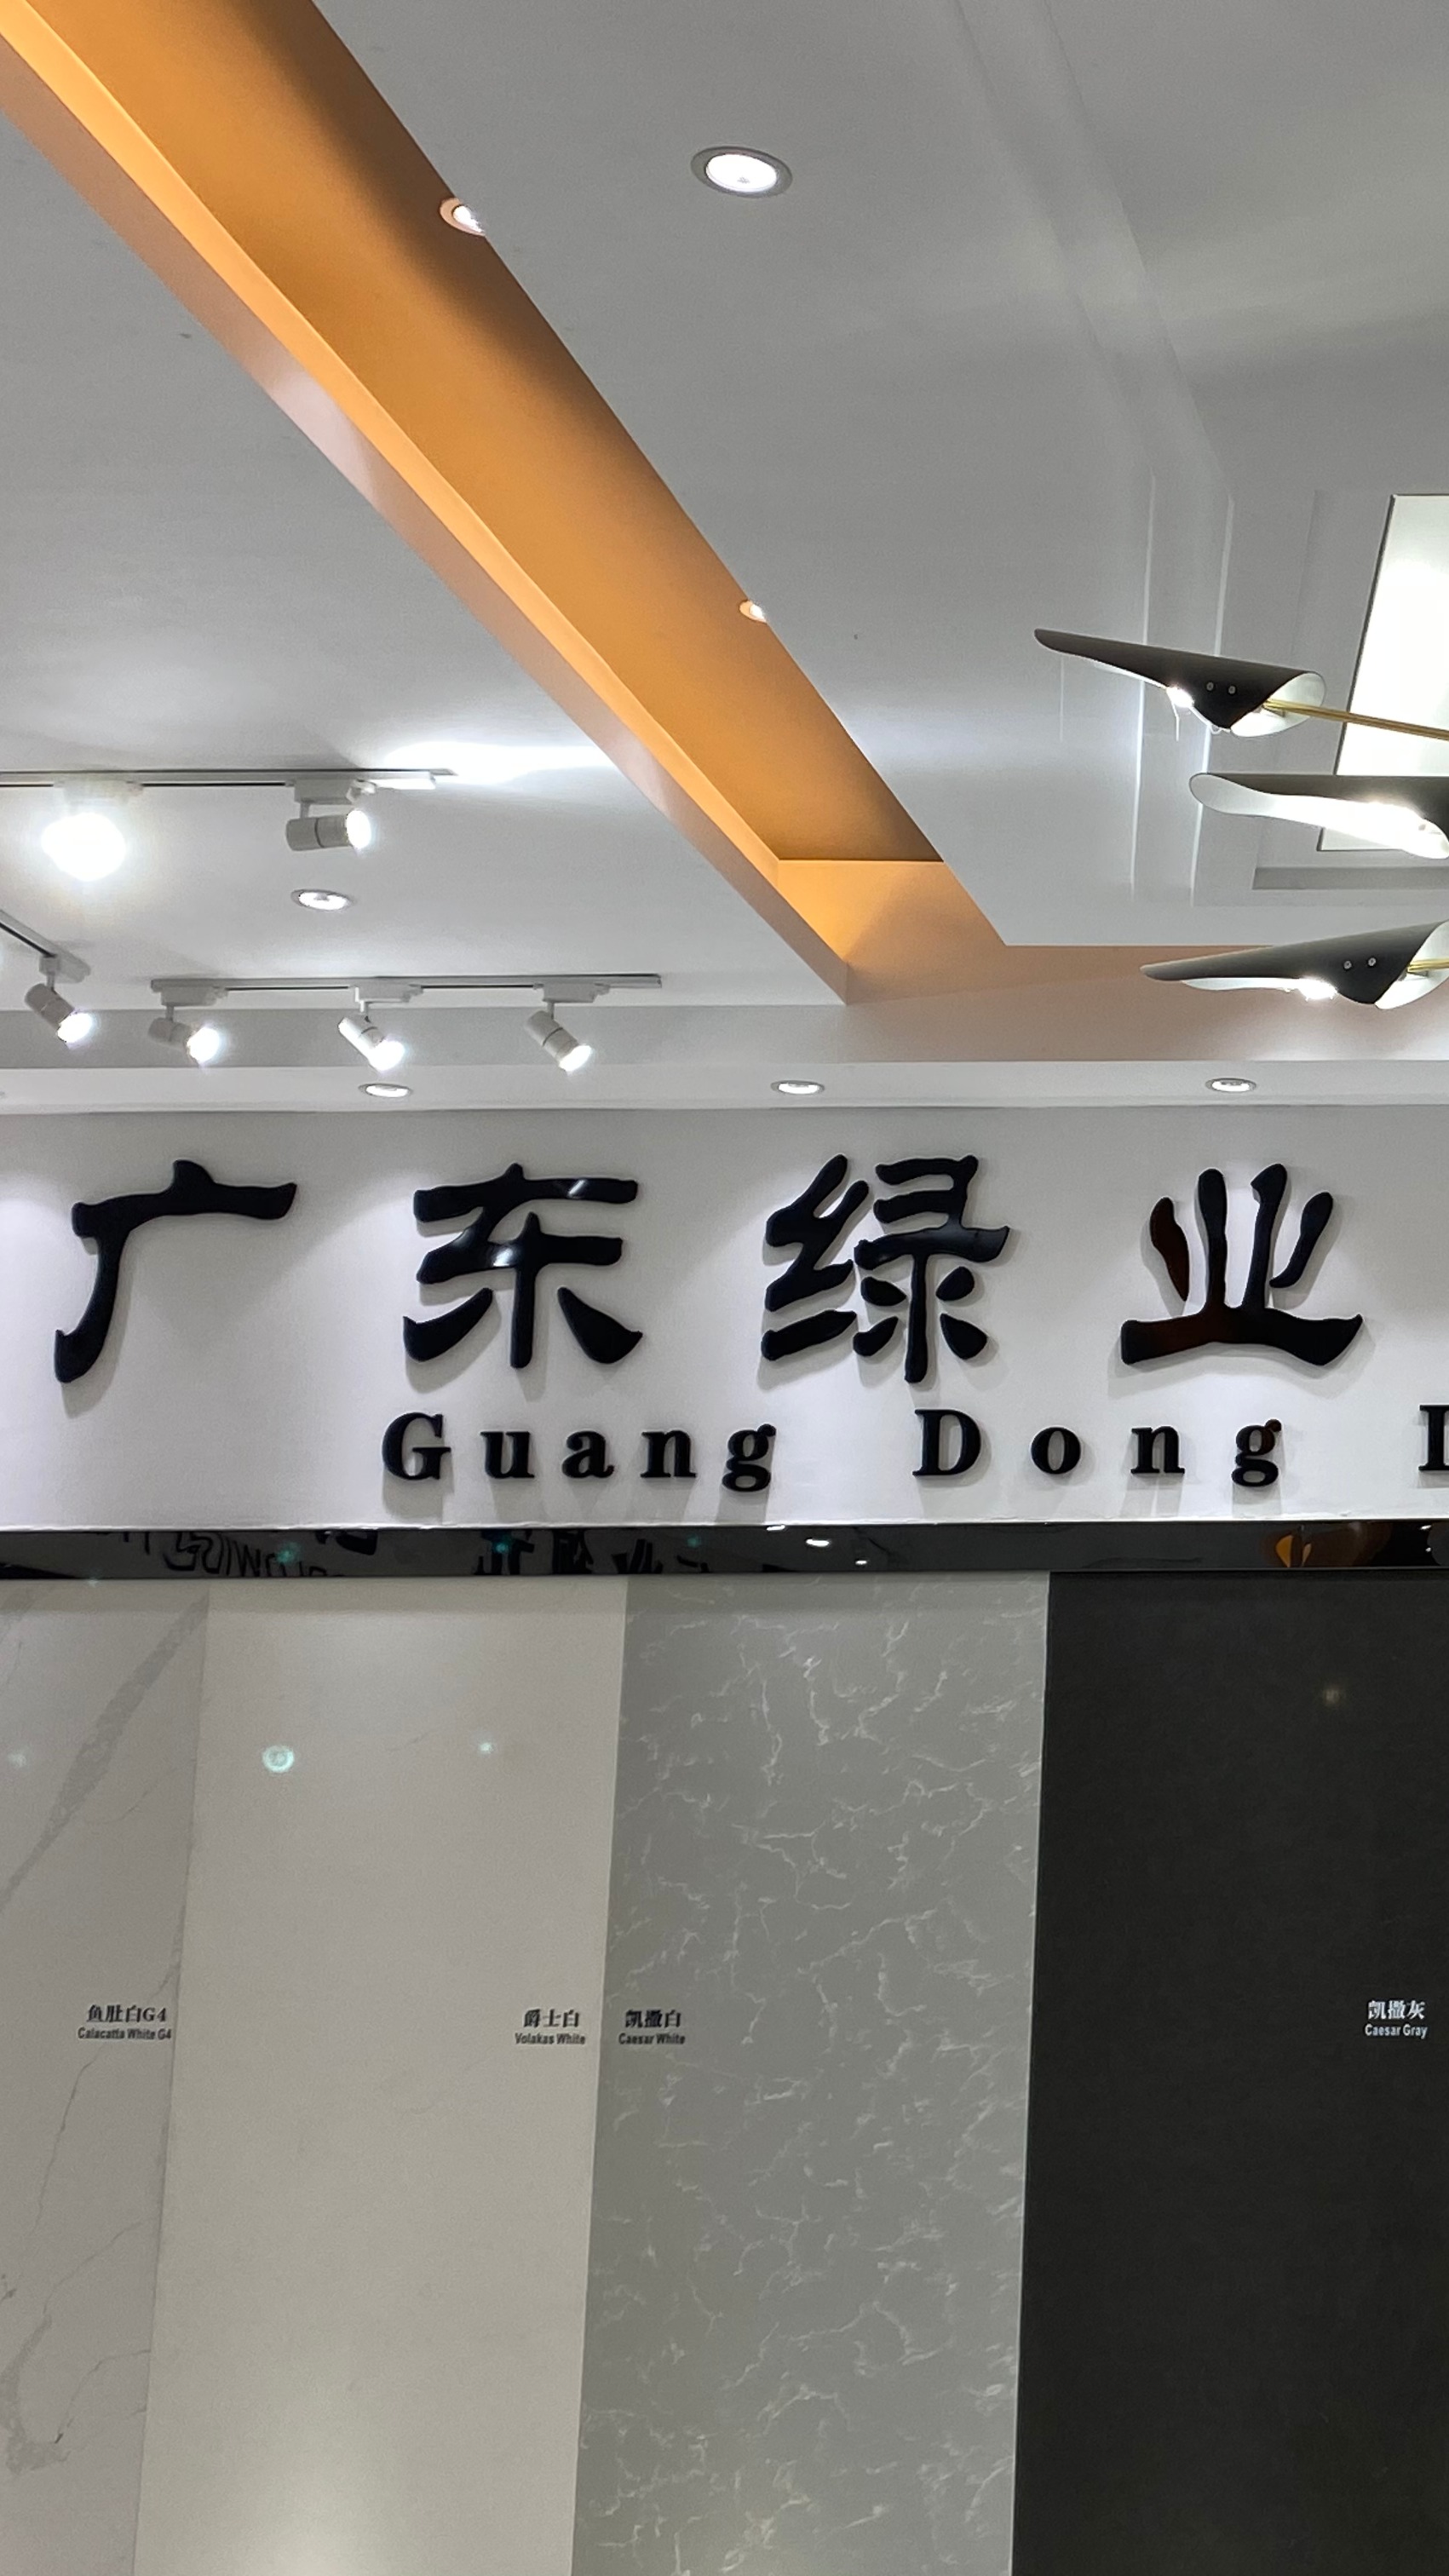 广东绿业
Guang Dong
鱼肚白G4
Calacatta White G4
爵士白
Volakas White
凯撒白
Caesar White
凯撒灰
Caesar Gray